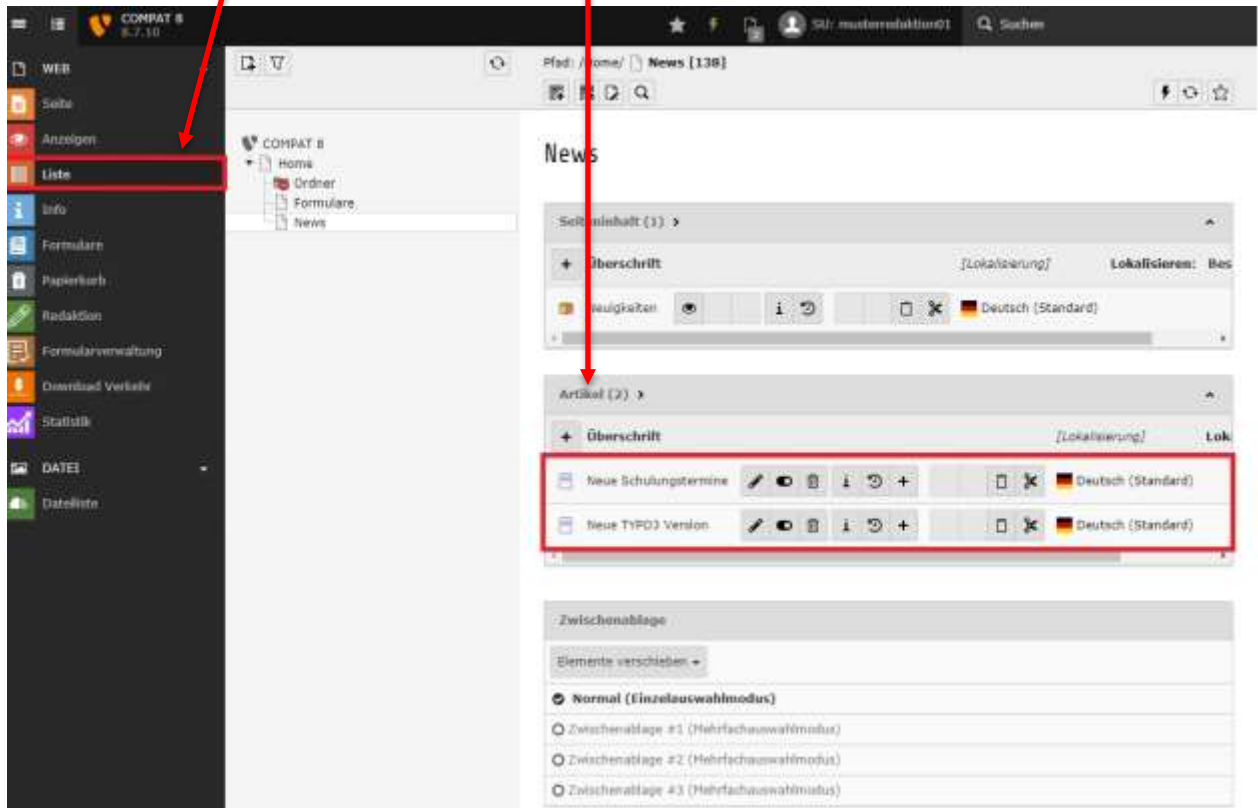 COMPAT 8
8.7.10
SU: musterredaktion01
Suchen
WEB
Seite
Anzeigen
Liste
Info
Formulare
Papierkorb
Redaktion
Formularverwaltung
Download Verkehr
Statistik
DATEI
Dateiliste
COMPAT 8
Home
Ordner
Formulare
News
Pfad: /Home/ News [138]
News
Seiteninhalt (1)
Überschrift [Lokalisierung] Lokalisieren: Bes
Neuigkeiten Deutsch (Standard)
Artikel (2)
Überschrift [Lokalisierung] Lok
Neue Schulungstermine Deutsch (Standard)
Neue TYPO3 Version Deutsch (Standard)
Zwischenablage
Elemente verschieben
Normal (Einzelauswahlmodus)
Zwischenablage #1 (Mehrfachauswahlmodus)
Zwischenablage #2 (Mehrfachauswahlmodus)
Zwischenablage #3 (Mehrfachauswahlmodus)